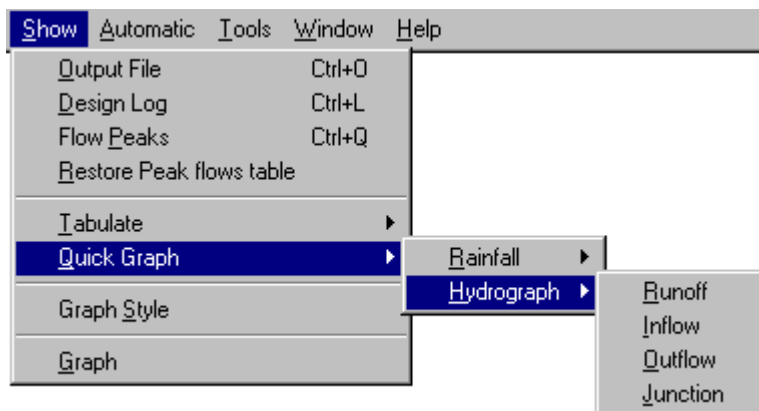 Show Automatic Tools Window Help
Output File Ctrl+O
Design Log Ctrl+L
Flow Peaks Ctrl+Q
Restore Peak flows table
Tabulate
Quick Graph
Rainfall
Hydrograph
Runoff
Inflow
Outflow
Junction
Graph Style
Graph